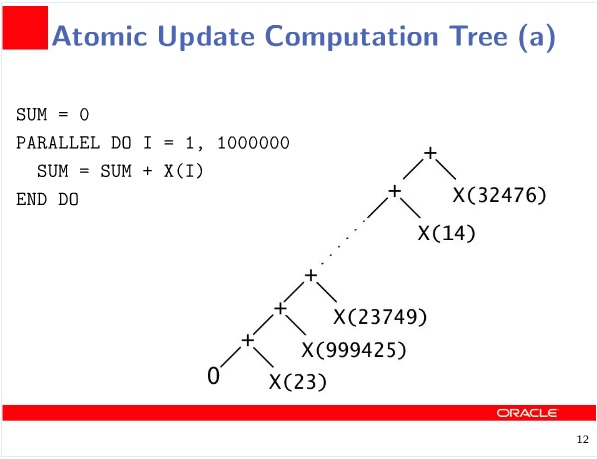 Atomic Update Computation Tree (a)
SUM = 0
PARALLEL DO I = 1, 1000000
SUM = SUM + X(I)
END DO
+
+
X(32476)
X(14)
+
+
X(23749)
+
X(999425)
0
X(23)
ORACLE
12